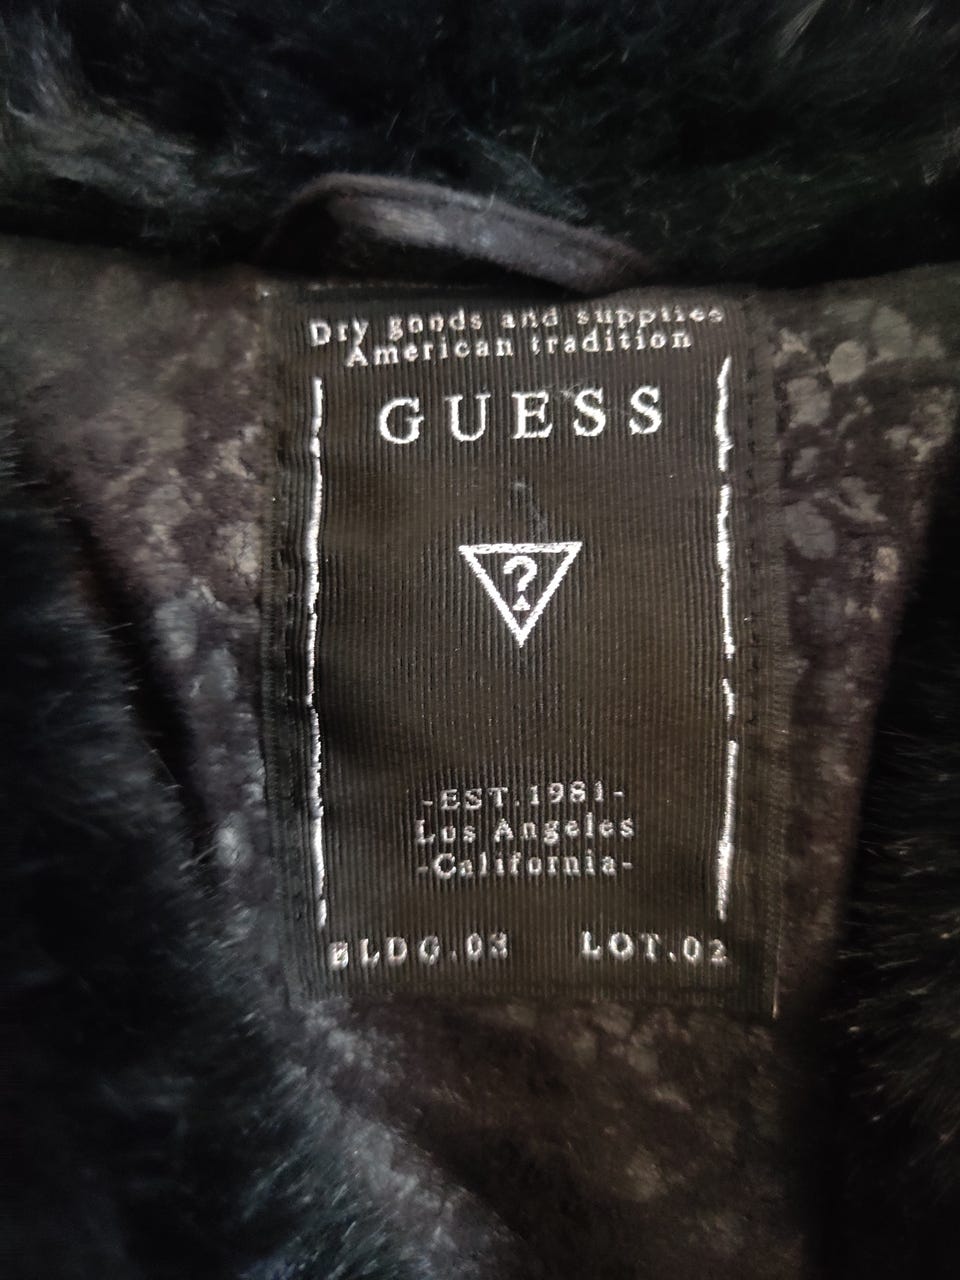 Dry goods and supplies
American tradition
GUESS
?
-EST.1981-
Los Angeles
-California-
BLDG.03 LOT.02